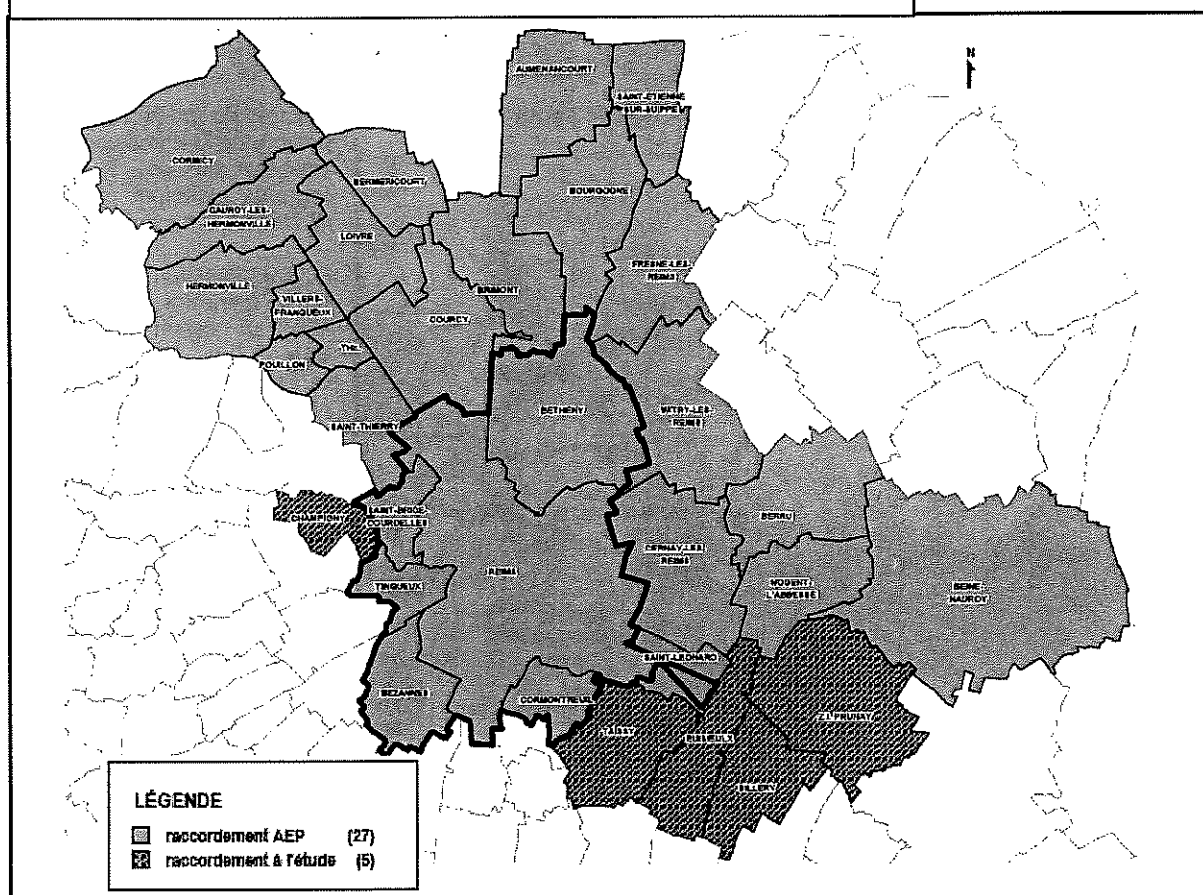 N
AUMENANCOURT
SAINT-ETIENNE
SUR-SUIPPE
CORMICY
BERMERICOURT
BOURGOGNE
CAUROY-LES-
HERMONVILLE
LOIVRE
FRESNE-LES-
REIMS
HERMONVILLE
VILLERS-
FRANQUEUX
BRIMONT
COURCY
THIL
POUILLON
BETHENY
WITRY-LES-
REIMS
SAINT-THIERRY
CHAMPIGNY
SAINT-BRICE-
COURCELLES
BERRU
CERNAY-LES-
REIMS
REIMS
TINQUEUX
NOGENT-
L'ABBESSE
BEINE-
NAUROY
SAINT-LEONARD
BEZANNES
CORMONTREUIL
Z.I. PRUNAY
TAISSY
PUISIEULX
SILLERY
LÉGENDE
raccordement AEP (27)
raccordement à l'étude (5)